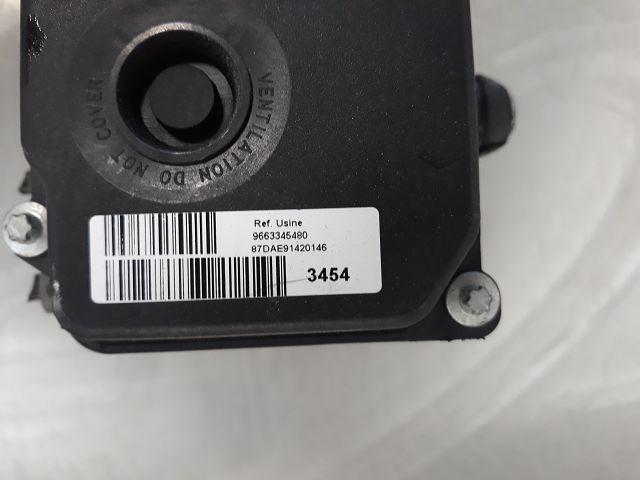 VENTILATION DO NOT COVER
Ref. Usine
9663345480
87DAE91420146
3454